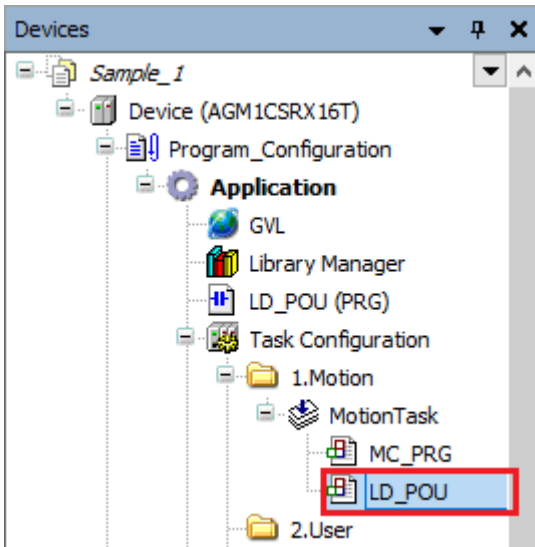 Devices
Sample_1
Device (AGM1CSRX16T)
Program_Configuration
Application
GVL
Library Manager
LD_POU (PRG)
Task Configuration
1.Motion
MotionTask
MC_PRG
LD_POU
2.User